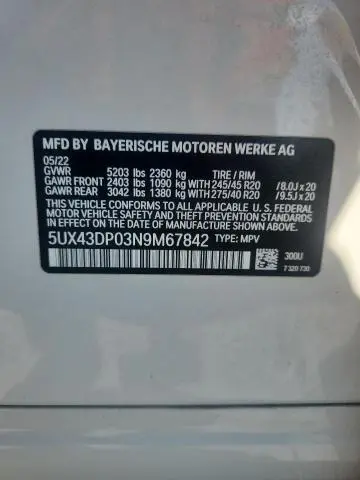 MFD BY BAYERISCHE MOTOREN WERKE AG
05/22
GVWR 5203 lbs 2360 kg TIRE / RIM
GAWR FRONT 2403 lbs 1090 kg WITH 245/45 R20 /8.0J x 20
GAWR REAR 3042 lbs 1380 kg WITH 275/40 R20 /9.5J x 20
THIS VEHICLE CONFORMS TO ALL APPLICABLE U. S. FEDERAL
MOTOR VEHICLE SAFETY STANDARDS IN EFFECT ON THE DATE
OF MANUFACTURE SHOWN ABOVE.
5UX43DP03N9M67842 TYPE: MPV
300U
7 320 730